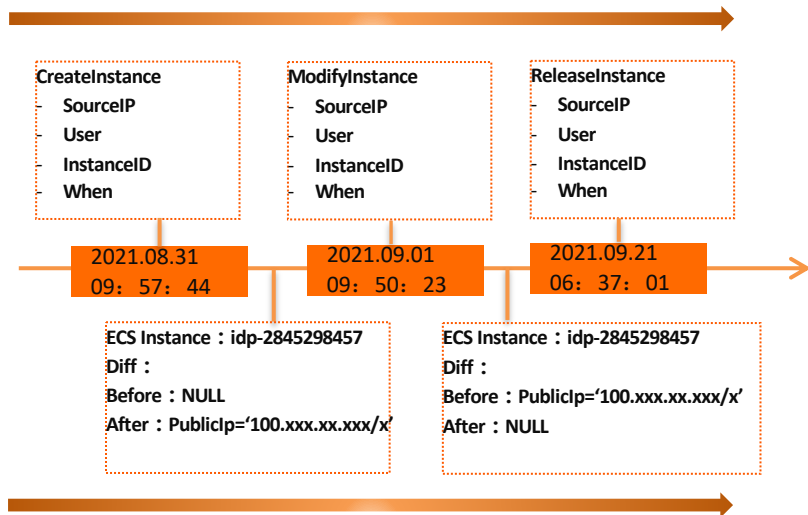 CreateInstance
- SourceIP
- User
- InstanceID
- When
ModifyInstance
- SourceIP
- User
- InstanceID
- When
ReleaseInstance
- SourceIP
- User
- InstanceID
- When
2021.08.31
09：57：44
2021.09.01
09：50：23
2021.09.21
06：37：01
ECS Instance：idp-2845298457
Diff：
Before：NULL
After：PublicIp=‘100.xxx.xx.xxx/x’
ECS Instance：idp-2845298457
Diff：
Before：PublicIp=‘100.xxx.xx.xxx/x’
After：NULL